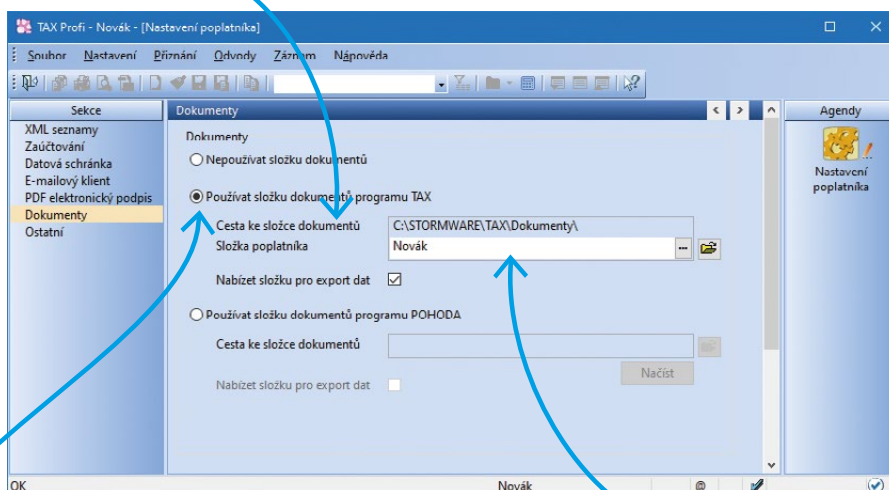 TAX Profi - Novák - [Nastavení poplatníka]
Soubor Nastavení Přiznání Odvody Záznam Nápověda
Sekce
XML seznamy
Zaúčtování
Datová schránka
E-mailový klient
PDF elektronický podpis
Dokumenty
Ostatní
Dokumenty
Dokumenty
Nepoužívat složku dokumentů
Používat složku dokumentů programu TAX
Cesta ke složce dokumentů C:\STORMWARE\TAX\Dokumenty\
Složka poplatníka Novák
Nabízet složku pro export dat
Používat složku dokumentů programu POHODA
Cesta ke složce dokumentů
Načíst
Nabízet složku pro export dat
Agendy
Nastavení
poplatníka
OK Novák @